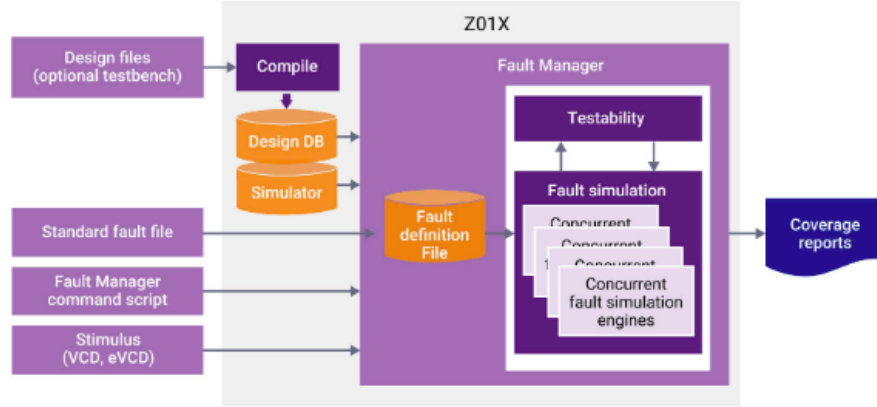 Z01X
Design files
(optional testbench)
Compile
Fault Manager
Design DB
Simulator
Testability
Fault simulation
Concurrent
Concurrent
Concurrent
Concurrent
fault simulation
engines
Standard fault file
Fault
definition
File
Coverage
reports
Fault Manager
command script
Stimulus
(VCD, eVCD)